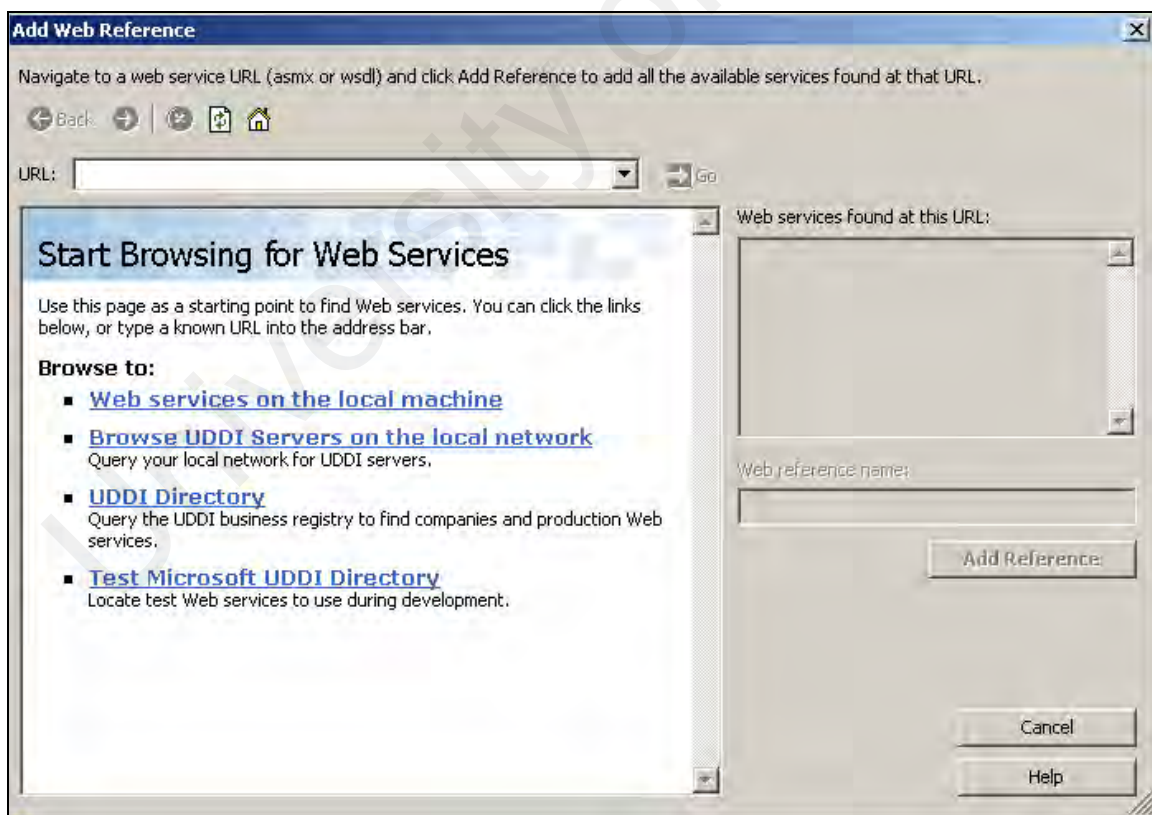 Add Web Reference
Navigate to a web service URL (asmx or wsdl) and click Add Reference to add all the available services found at that URL.
Back
URL:
Go
Start Browsing for Web Services
Use this page as a starting point to find Web services. You can click the links
below, or type a known URL into the address bar.
Browse to:
Web services on the local machine
Browse UDDI Servers on the local network
Query your local network for UDDI servers.
UDDI Directory
Query the UDDI business registry to find companies and production Web
services.
Test Microsoft UDDI Directory
Locate test Web services to use during development.
Web services found at this URL:
Web reference name:
Add Reference
Cancel
Help
University o